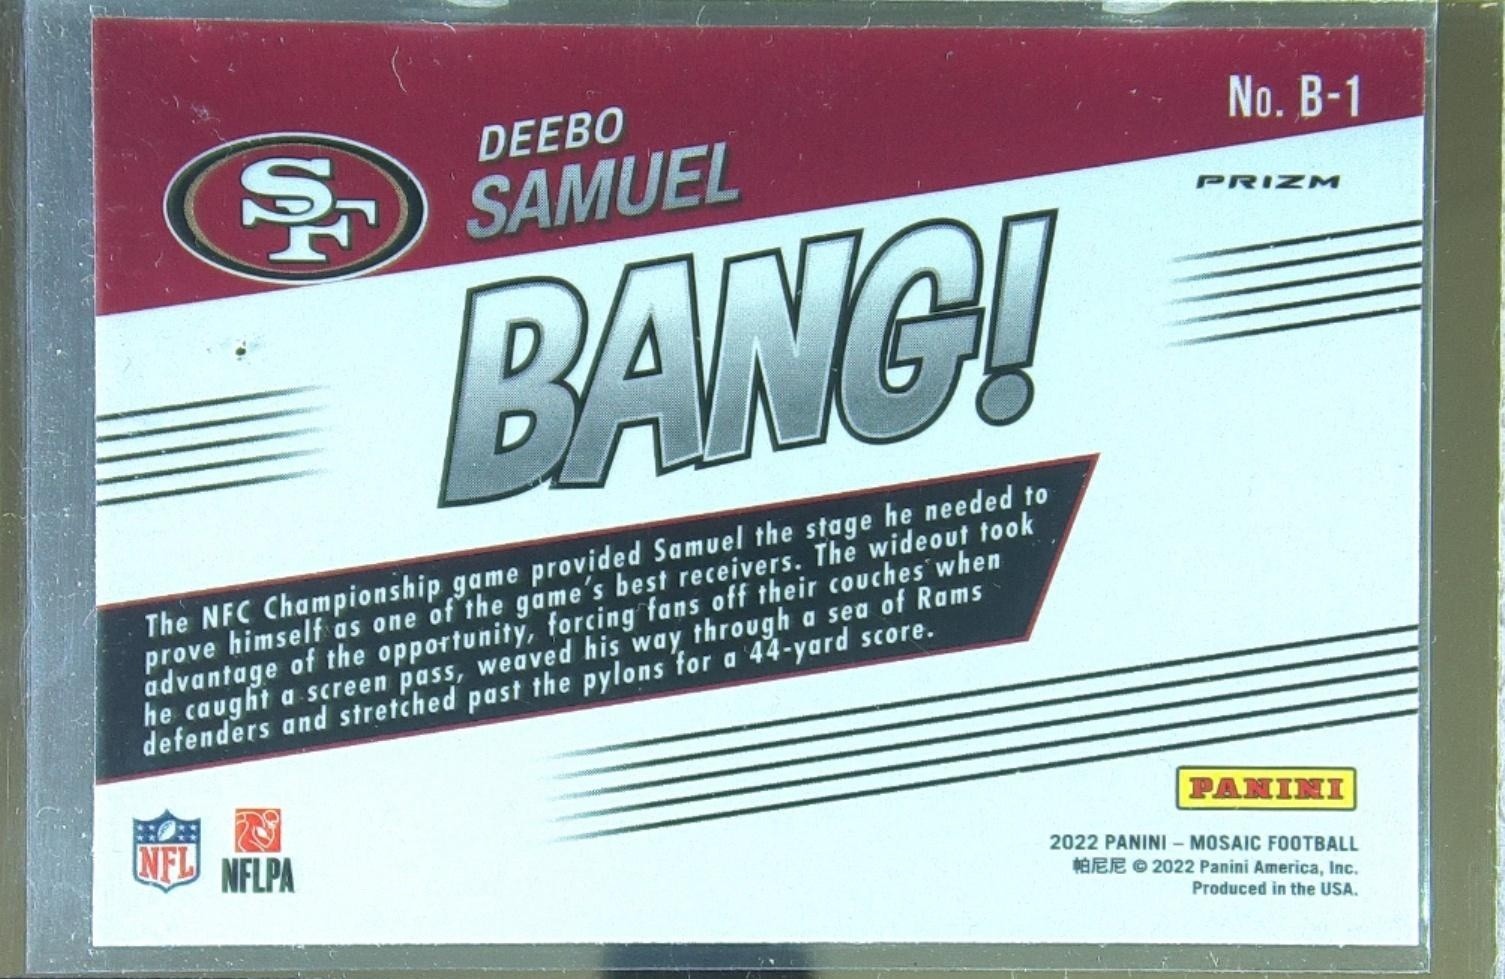 No. B-1
DEEBO
SAMUEL
SF
PRIZM
BANG!
The NFC Championship game provided Samuel the stage he needed to
prove himself as one of the game's best receivers. The wideout took
advantage of the opportunity, forcing fans off their couches when
he caught a screen pass, weaved his way through a sea of Rams
defenders and stretched past the pylons for a 44-yard score.
NFL
NFLPA
PANINI
2022 PANINI – MOSAIC FOOTBALL
帕尼尼 © 2022 Panini America, Inc.
Produced in the USA.